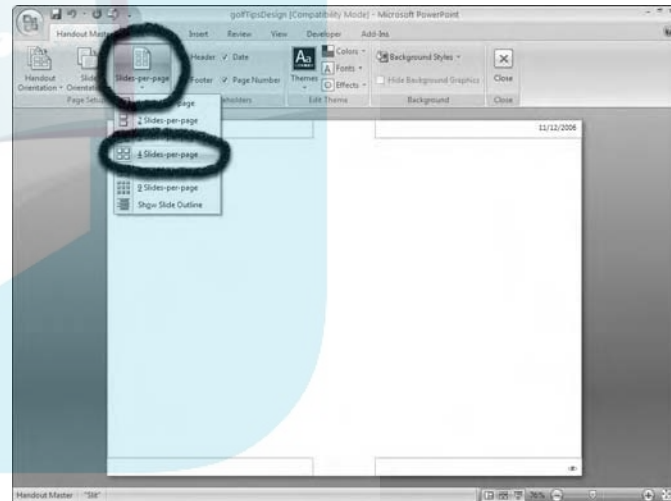 golfTipsDesign [Compatibility Mode] - Microsoft PowerPoint
Handout Master Insert Review View Developer Add-Ins
Handout Orientation
Slide
Slides-per-page
Header Date
Footer Page Number
Themes
Colors
Fonts
Effects
Background Styles
Hide Background Graphics
Close
Page Setup
Edit Theme
Background
Close
2 Slides-per-page
4 Slides-per-page
9 Slides-per-page
Show Slide Outline
11/12/2006
Handout Master
76%